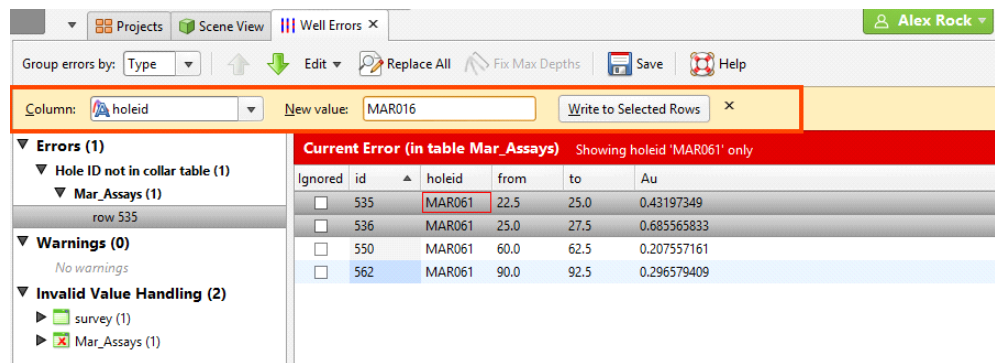 Projects Scene View Well Errors × Alex Rock
Group errors by: Type Edit Replace All Fix Max Depths Save Help
Column: holeid New value: MAR016 Write to Selected Rows ×
Errors (1)
Hole ID not in collar table (1)
Mar_Assays (1)
row 535
Warnings (0)
No warnings
Invalid Value Handling (2)
survey (1)
Mar_Assays (1)
Current Error (in table Mar_Assays) Showing holeid 'MAR061' only
Ignored id holeid from to Au
535 MAR061 22.5 25.0 0.43197349
536 MAR061 25.0 27.5 0.685565833
550 MAR061 60.0 62.5 0.207557161
562 MAR061 90.0 92.5 0.296579409